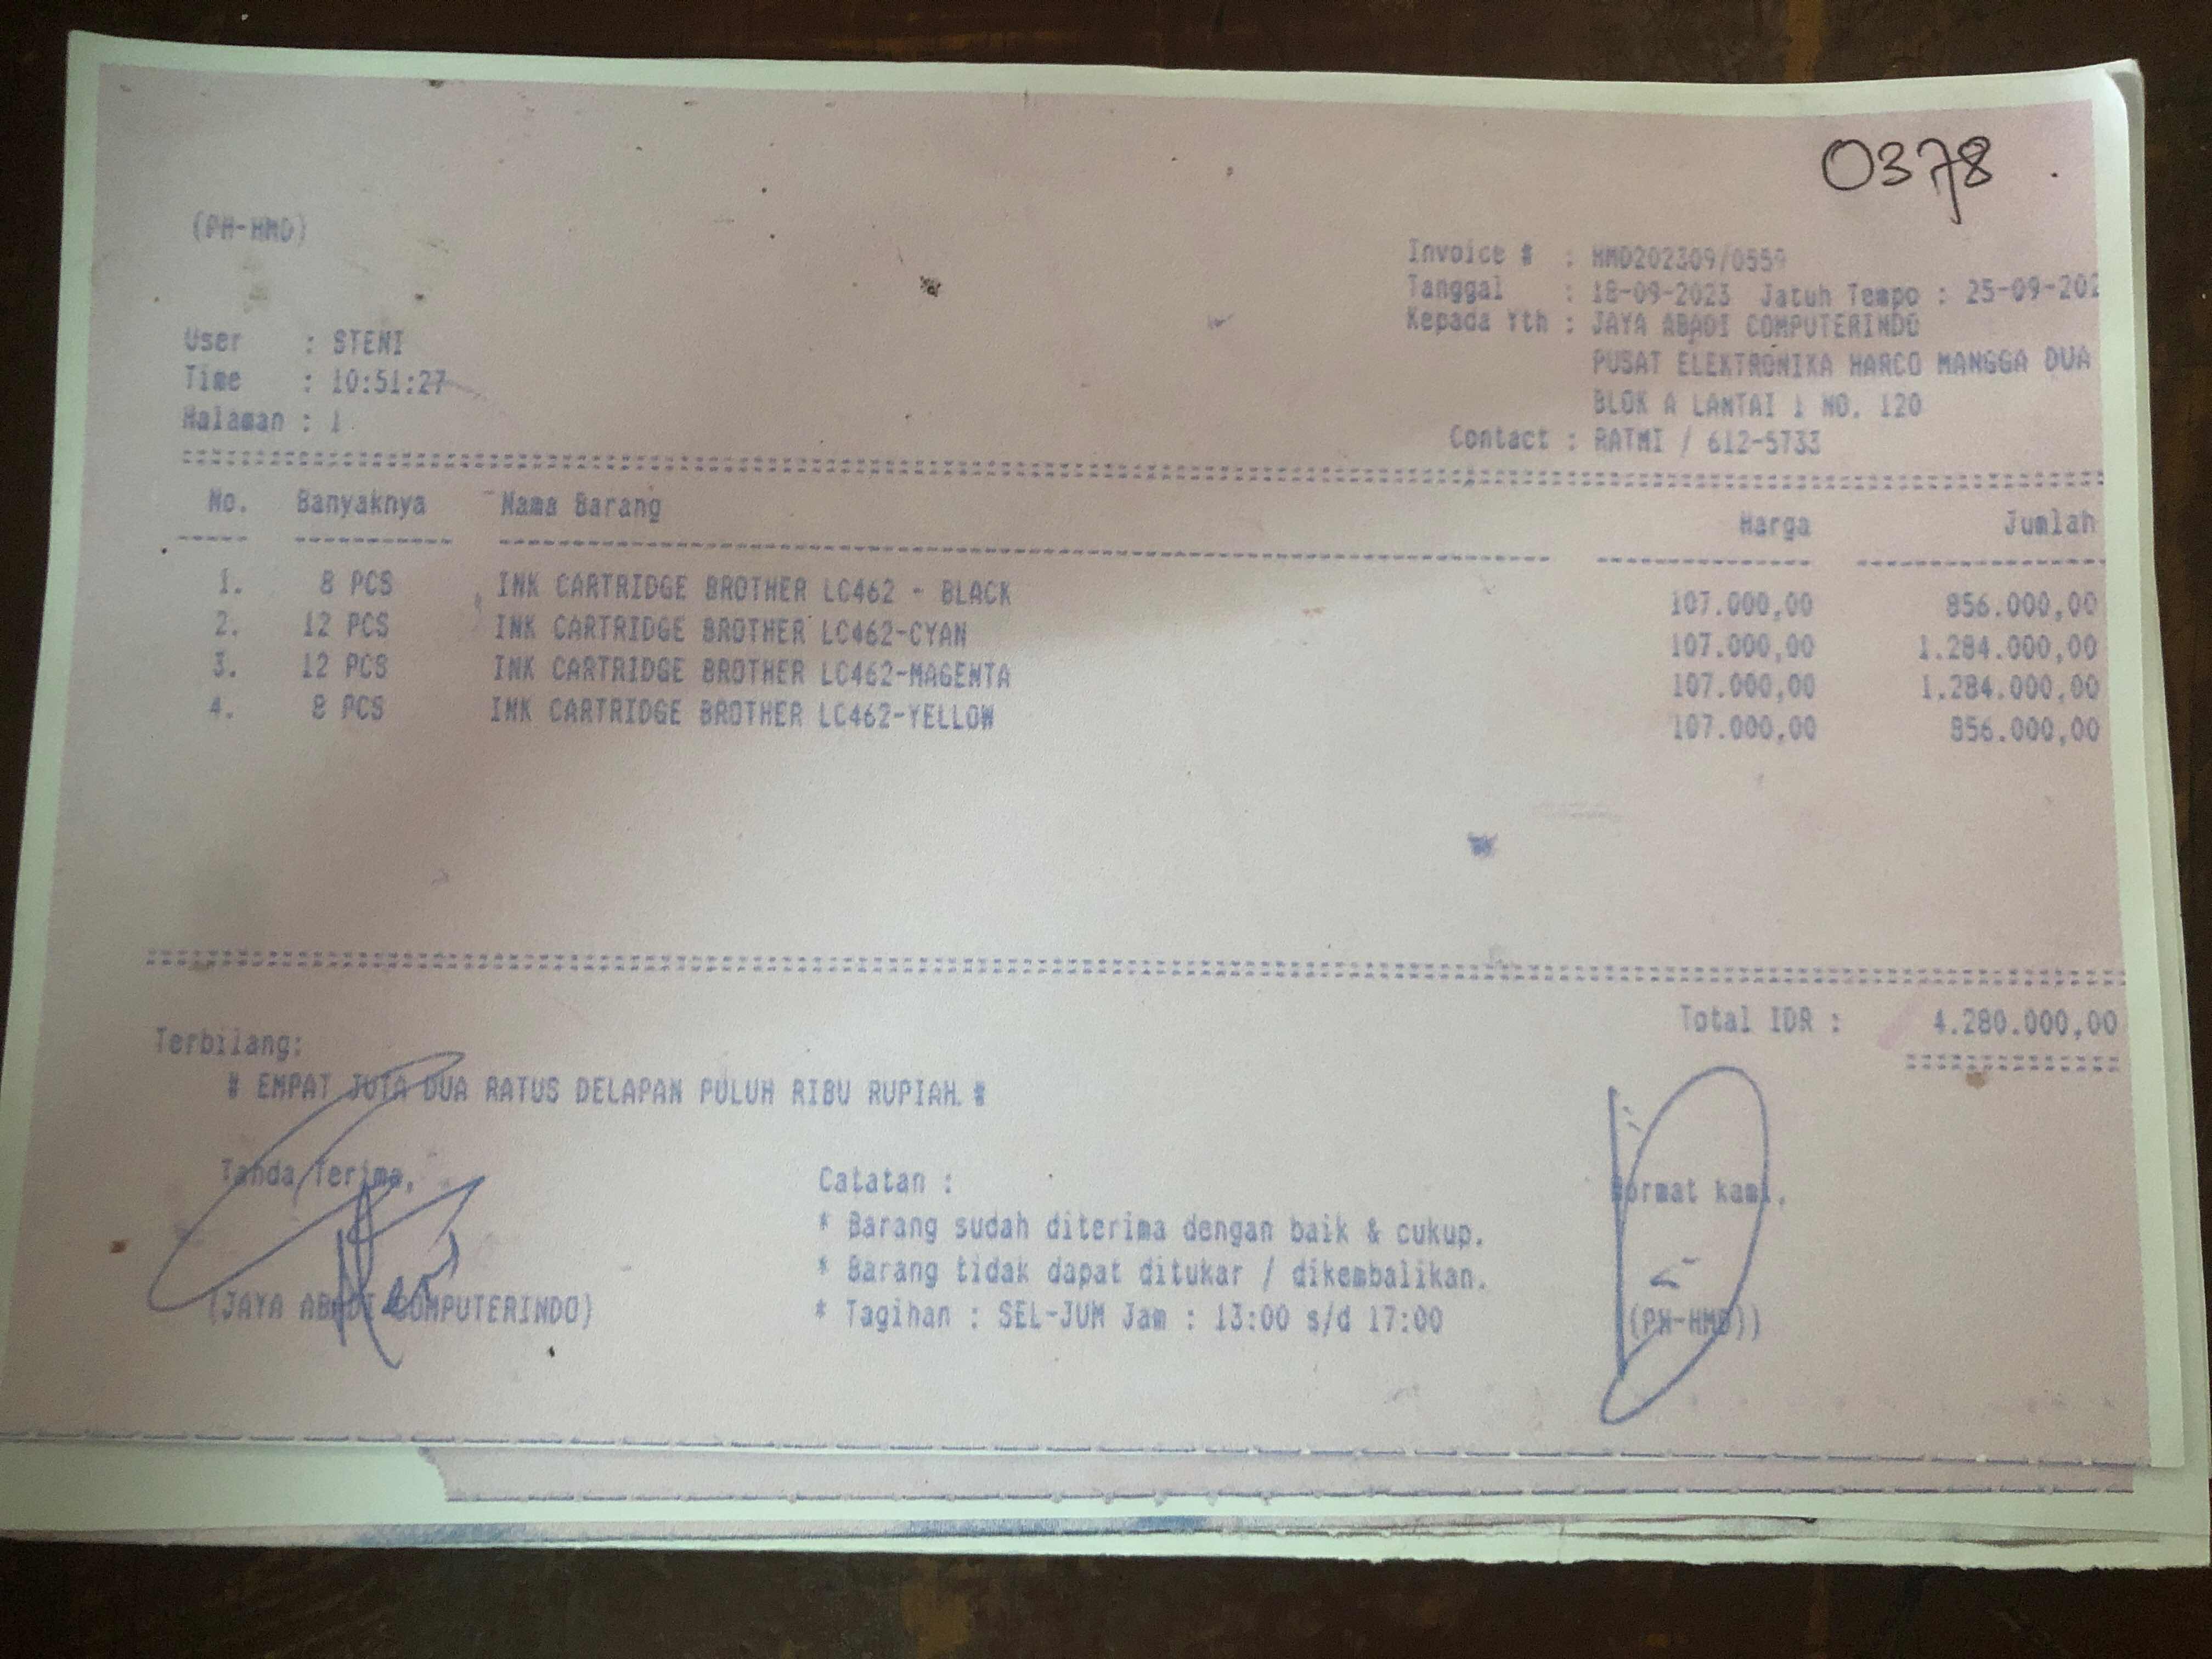 0378
(PM-HMD)
Invoice # : HMD202309/0559
Tanggal : 18-09-2023 Jatuh Tempo : 25-09-202
Kepada Yth : JAYA ABADI COMPUTERINDO
User : STENI
PUSAT ELEKTRONIKA HARCO MANGGA DUA
Time : 10:51:27
BLOK A LANTAI 1 NO. 120
Halaman : 1
Contact : RATMI / 612-5733
No. Banyaknya Nama Barang Harga Jumlah
1. 8 PCS INK CARTRIDGE BROTHER LC462 - BLACK 107.000,00 856.000,00
2. 12 PCS INK CARTRIDGE BROTHER LC462-CYAN 107.000,00 1.284.000,00
3. 12 PCS INK CARTRIDGE BROTHER LC462-MAGENTA 107.000,00 1.284.000,00
4. 8 PCS INK CARTRIDGE BROTHER LC462-YELLOW 107.000,00 856.000,00
Total IDR : 4.280.000,00
Terbilang:
# EMPAT JUTA DUA RATUS DELAPAN PULUH RIBU RUPIAH. #
Tanda Terima, Catatan : Hormat kami,
* Barang sudah diterima dengan baik & cukup.
* Barang tidak dapat ditukar / dikembalikan.
(JAYA ABADI COMPUTERINDO) * Tagihan : SEL-JUM Jam : 13:00 s/d 17:00 (PM-HMD))